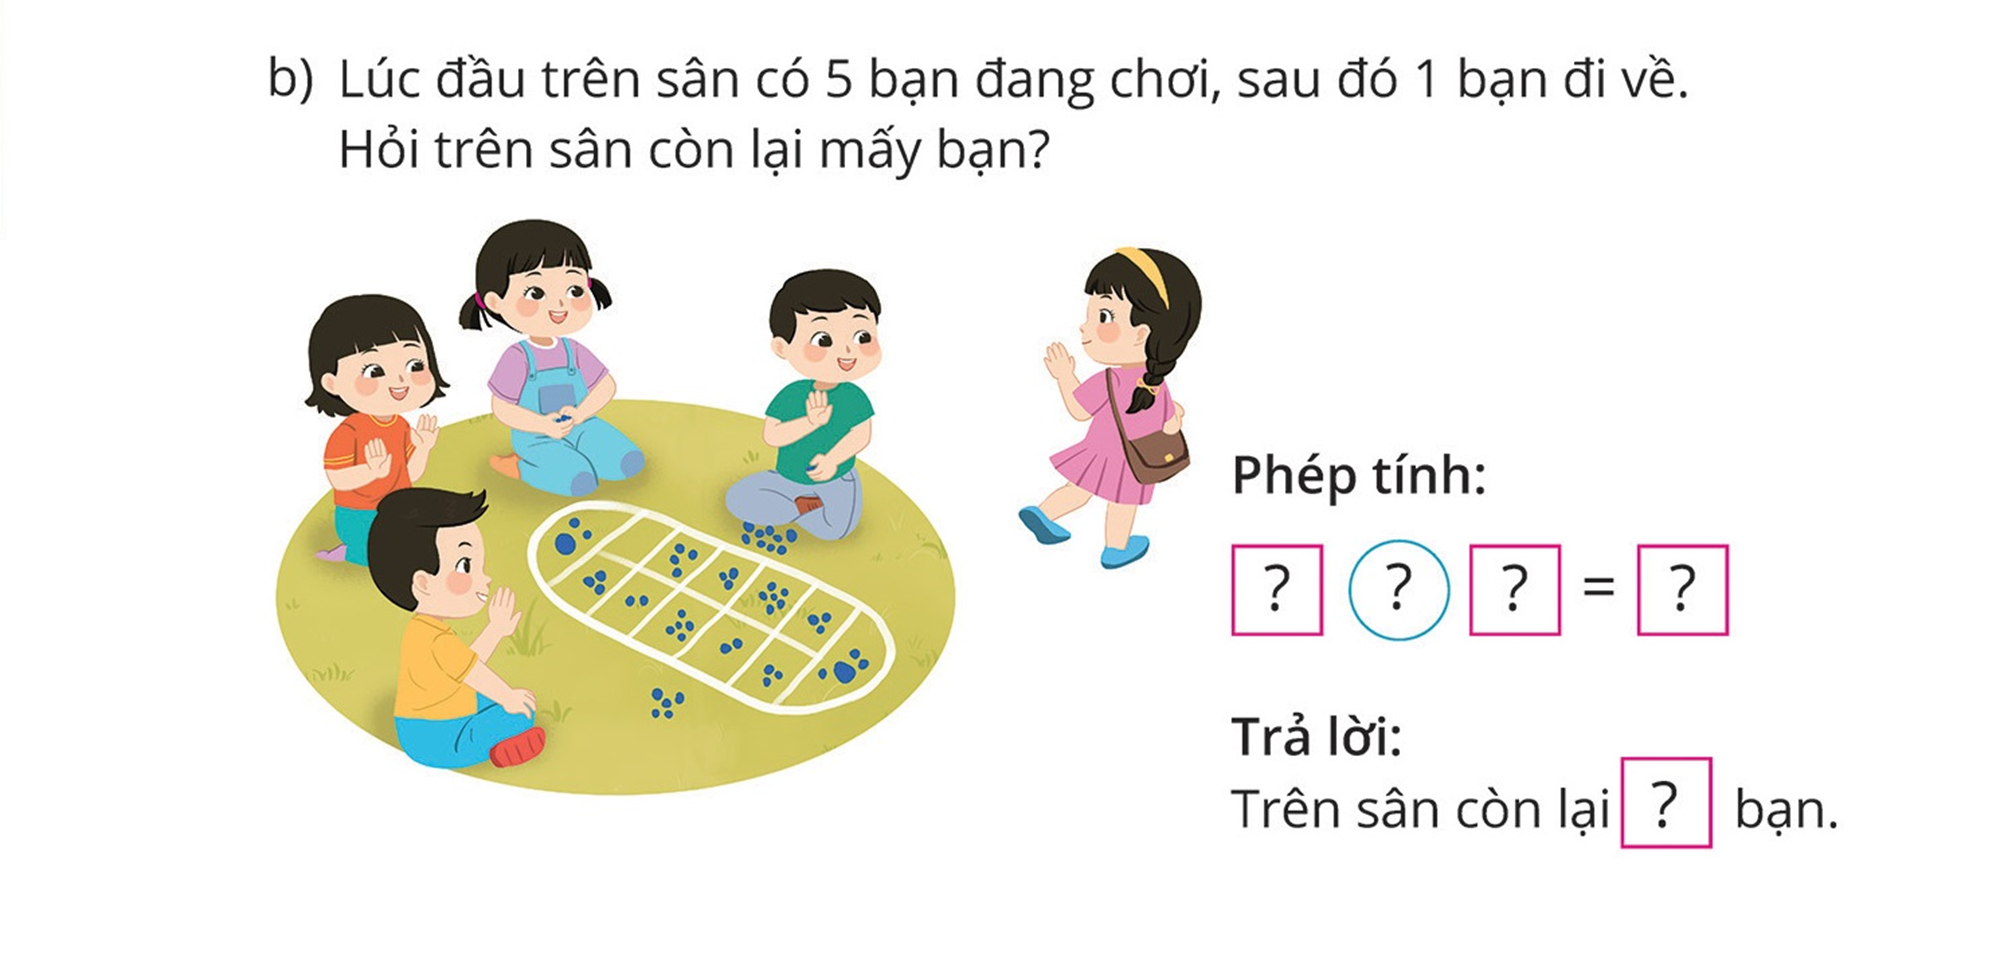 b) Lúc đầu trên sân có 5 bạn đang chơi, sau đó 1 bạn đi về.
Hỏi trên sân còn lại mấy bạn?
Phép tính:
? ? ? = ?
Trả lời:
Trên sân còn lại ? bạn.